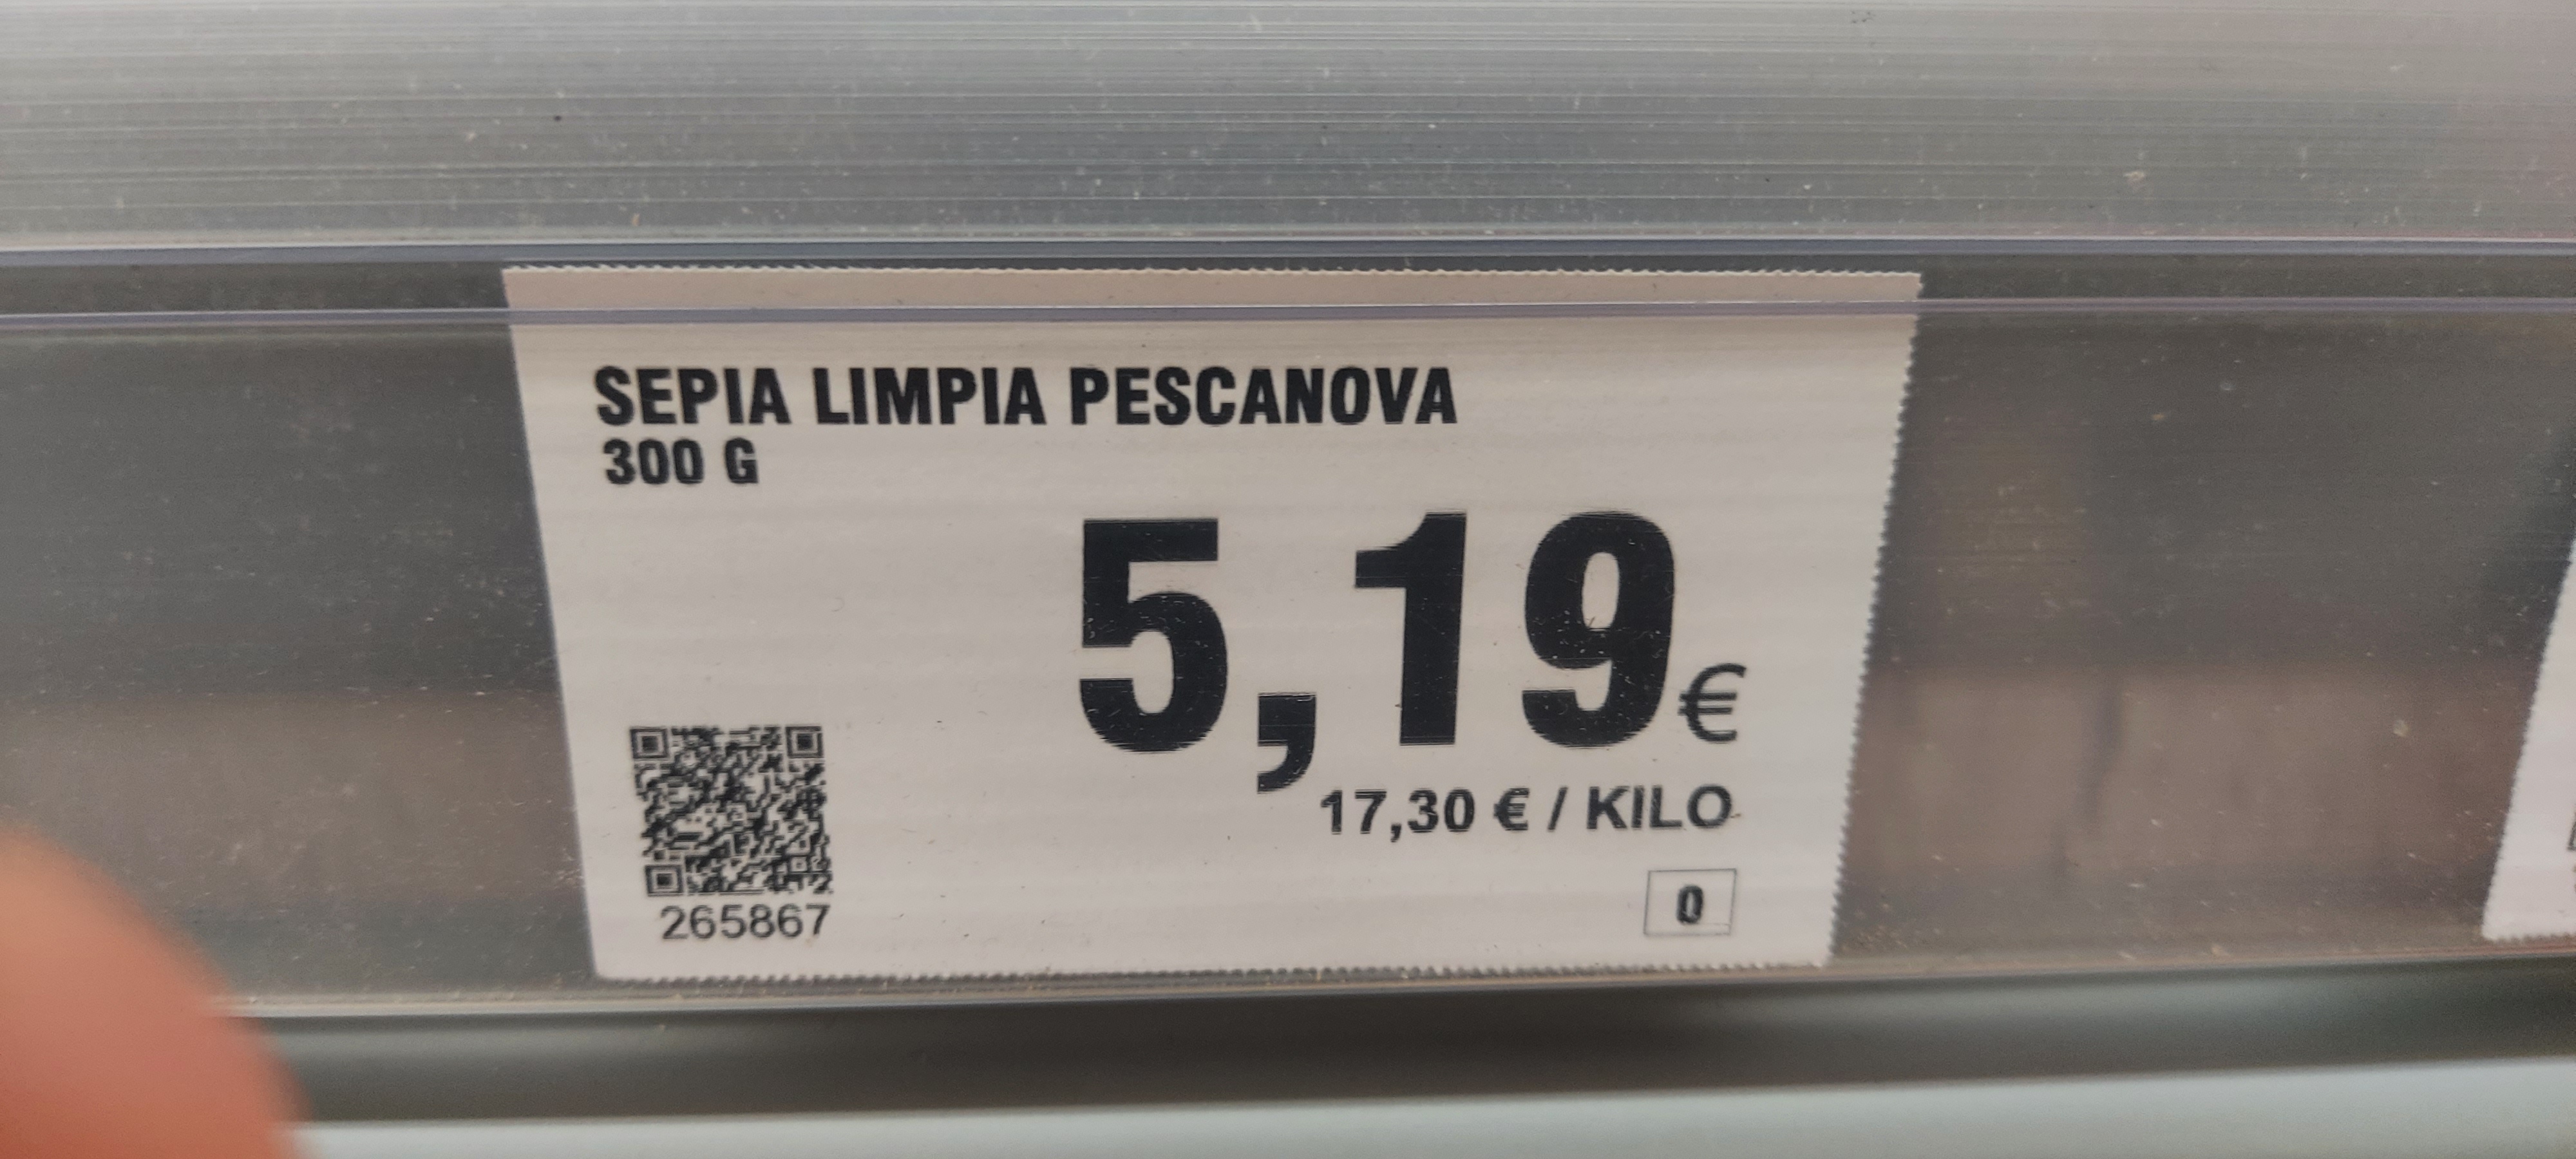 SEPIA LIMPIA PESCANOVA
300 G
5,19€
17,30 € / KILO
265867
0